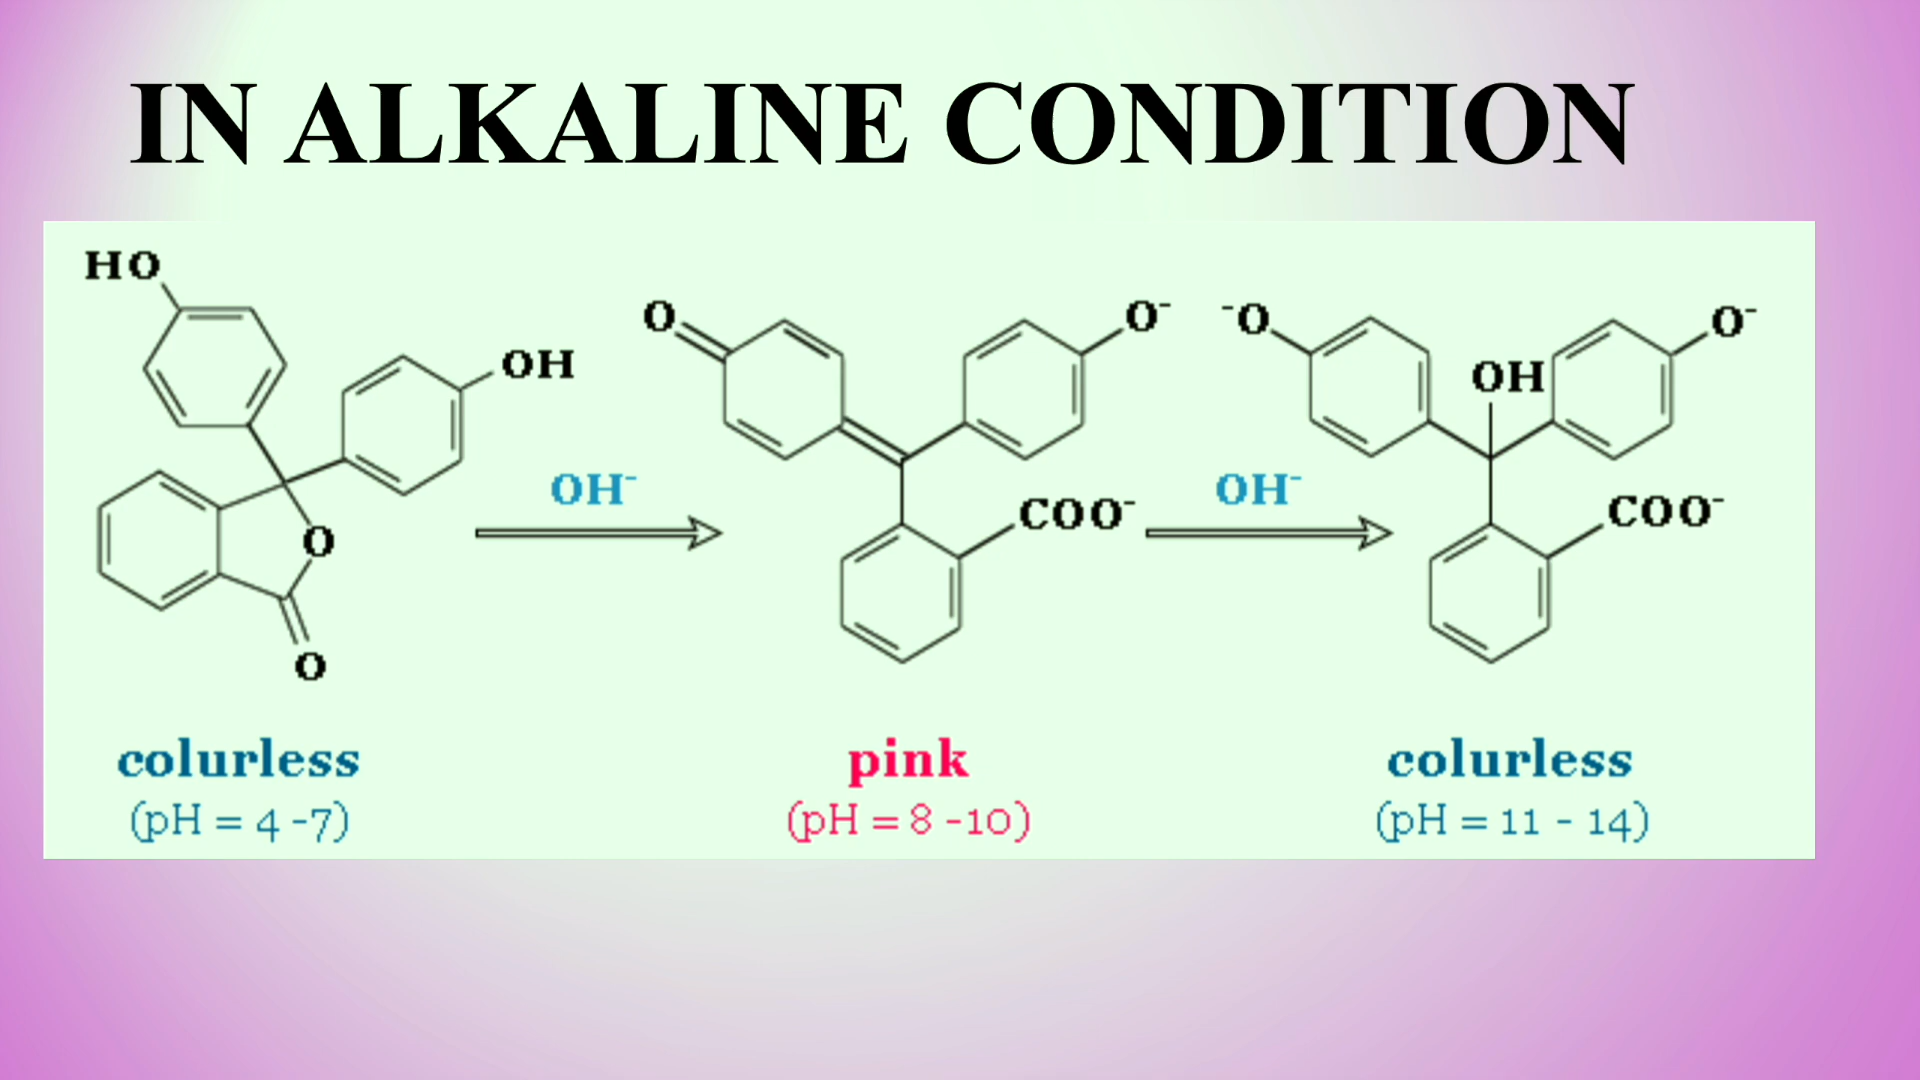 IN ALKALINE CONDITION
HO
OH
O
O
OH⁻
O
O⁻
COO⁻
OH⁻
⁻O
OH
O⁻
COO⁻
colurless
(pH = 4 -7)
pink
(pH = 8 -10)
colurless
(pH = 11 - 14)